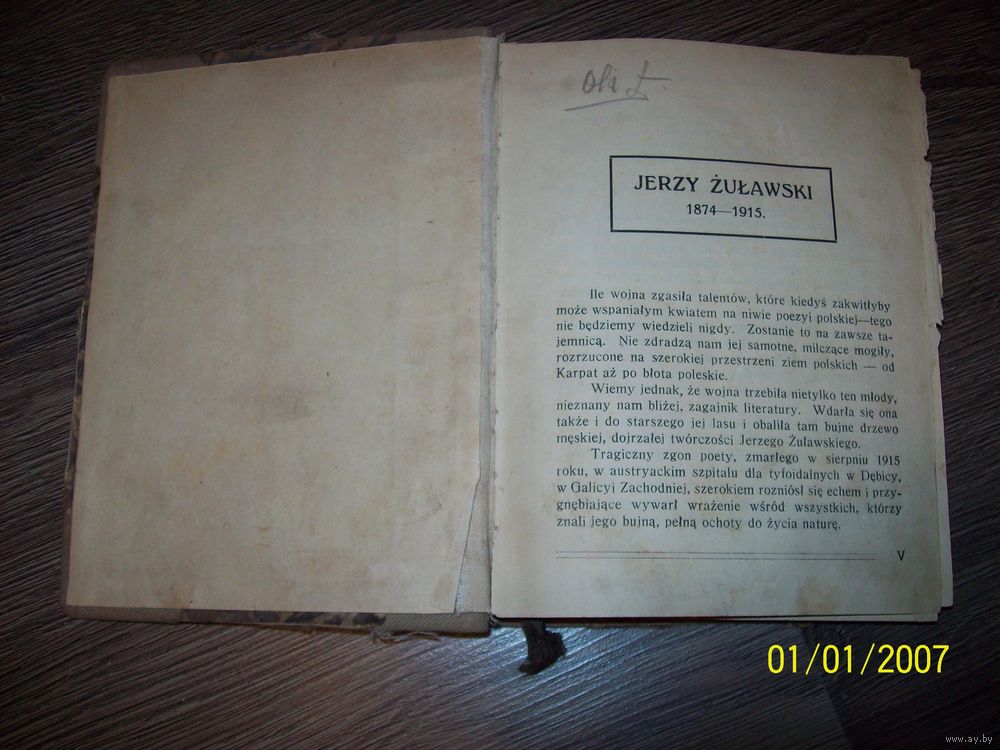 JERZY ŻUŁAWSKI
1874—1915.
Ile wojna zgasiła talentów, które kiedyś zakwitłyby
może wspaniałym kwiatem na niwie poezyi polskiej—tego
nie będziemy wiedzieli nigdy. Zostanie to na zawsze ta-
jemnicą. Nie zdradzą nam jej samotne, milczące mogiły,
rozrzucone na szerokiej przestrzeni ziem polskich — od
Karpat aż po błota poleskie.
Wiemy jednak, że wojna trzebiła nietylko ten młody,
nieznany nam bliżej, zagajnik literatury. Wdarła się ona
także i do starszego jej lasu i obaliła tam bujne drzewo
męskiej, dojrzałej twórczości Jerzego Żuławskiego.
Tragiczny zgon poety, zmarłego w sierpniu 1915
roku, w austryackim szpitalu dla tyfoidalnych w Dębicy,
w Galicyi Zachodniej, szerokiem rozniósł się echem i przy-
gnębiające wywarł wrażenie wśród wszystkich, którzy
znali jego bujną, pełną ochoty do życia naturę.
V
01/01/2007
www.ay.by